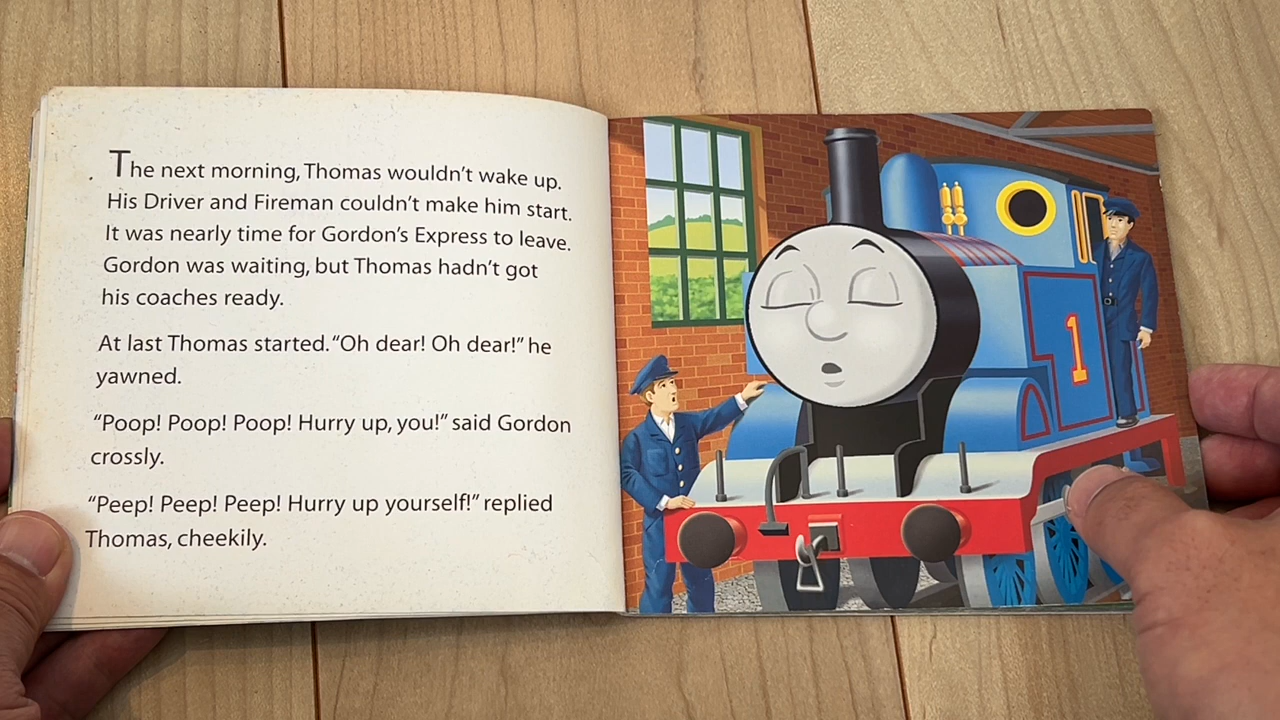 The next morning, Thomas wouldn't wake up.
His Driver and Fireman couldn't make him start.
It was nearly time for Gordon's Express to leave.
Gordon was waiting, but Thomas hadn't got
his coaches ready.
At last Thomas started. “Oh dear! Oh dear!” he
yawned.
“Poop! Poop! Poop! Hurry up, you!” said Gordon
crossly.
“Peep! Peep! Peep! Hurry up yourself!” replied
Thomas, cheekily.
1